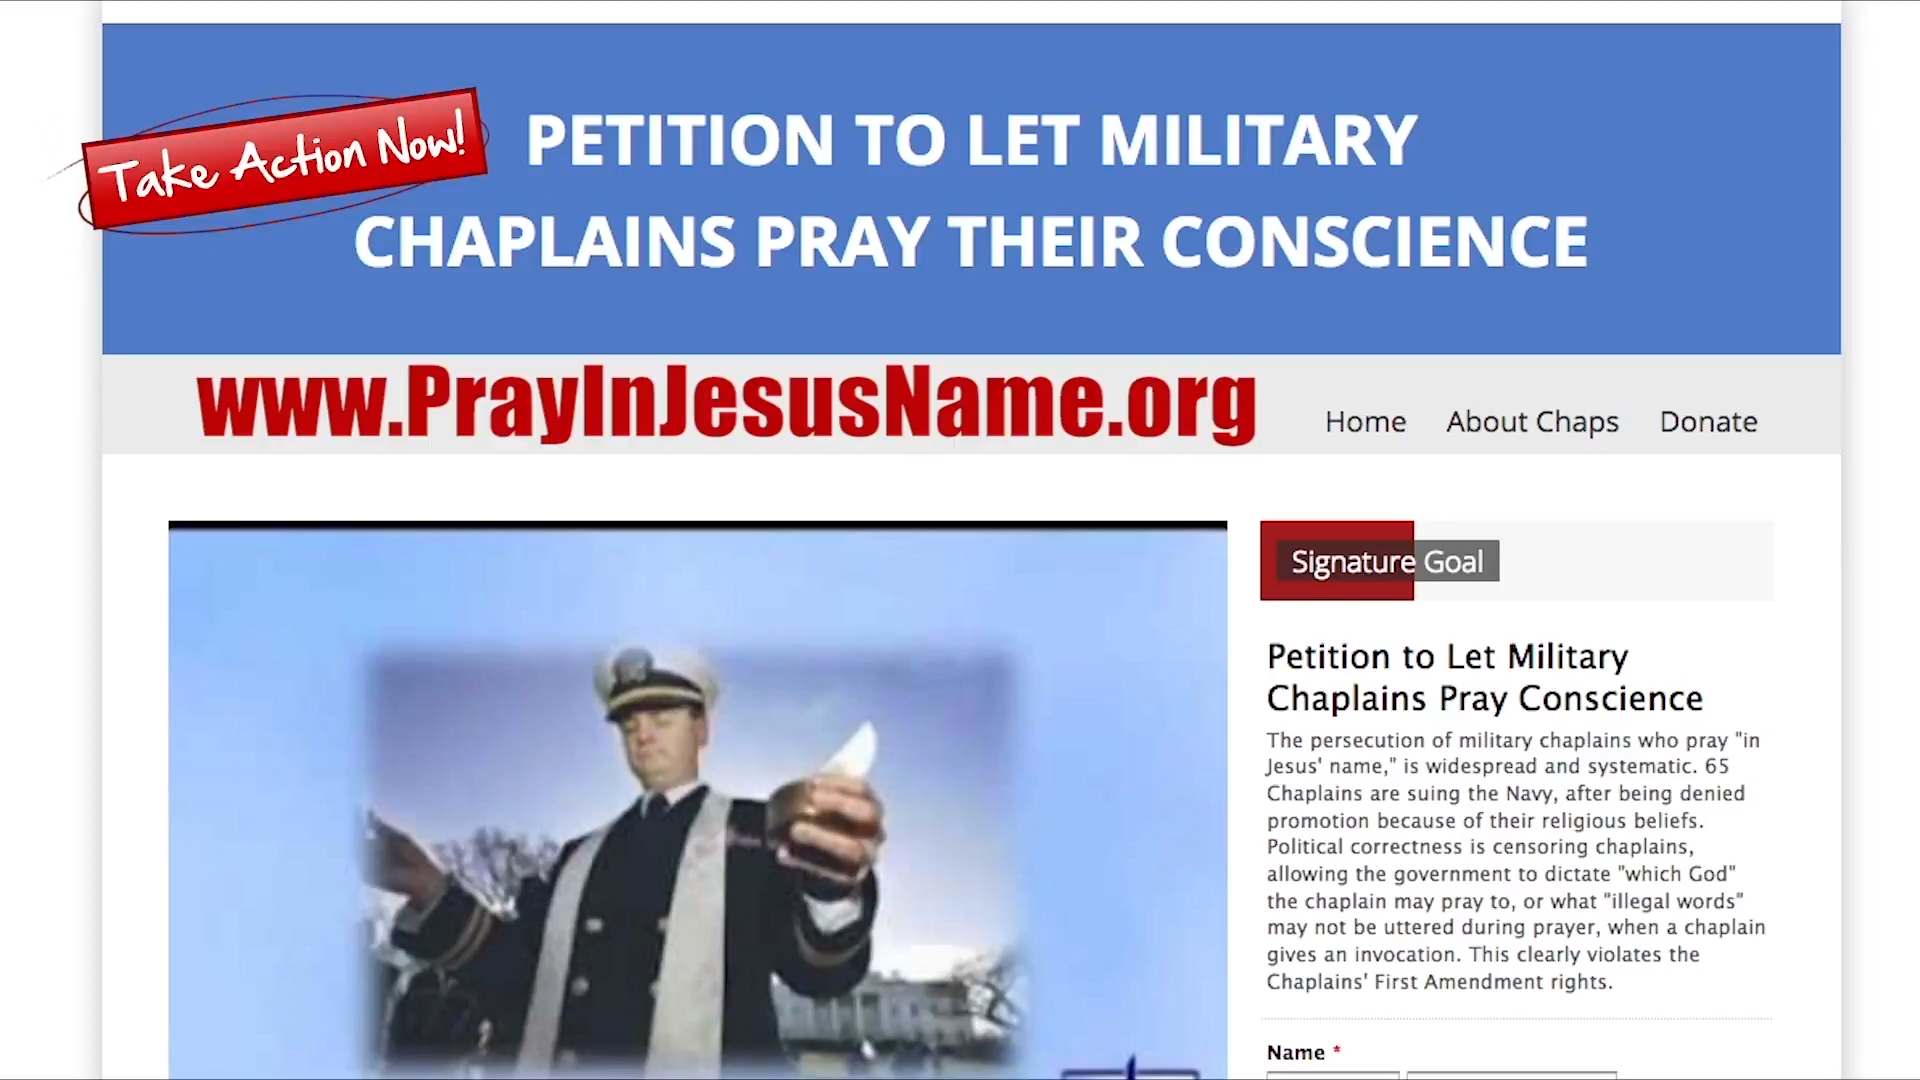 Take Action Now!
PETITION TO LET MILITARY
CHAPLAINS PRAY THEIR CONSCIENCE
www.PrayInJesusName.org
Home About Chaps Donate
Signature Goal
Petition to Let Military
Chaplains Pray Conscience
The persecution of military chaplains who pray "in
Jesus' name," is widespread and systematic. 65
Chaplains are suing the Navy, after being denied
promotion because of their religious beliefs.
Political correctness is censoring chaplains,
allowing the government to dictate "which God"
the chaplain may pray to, or what "illegal words"
may not be uttered during prayer, when a chaplain
gives an invocation. This clearly violates the
Chaplains' First Amendment rights.
Name *